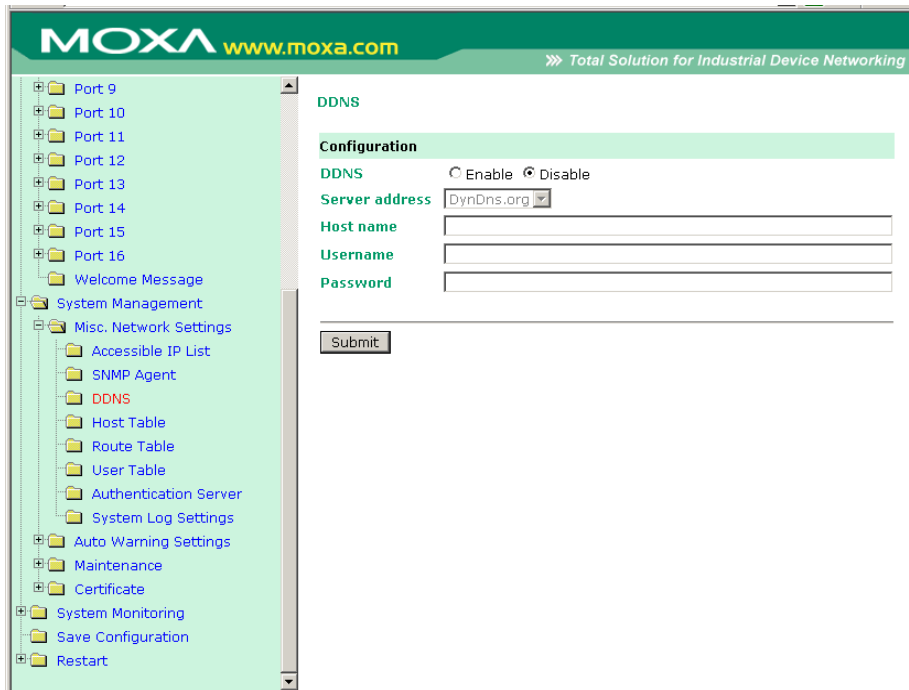 MOXA www.moxa.com
Total Solution for Industrial Device Networking
Port 9
Port 10
Port 11
Port 12
Port 13
Port 14
Port 15
Port 16
Welcome Message
System Management
Misc. Network Settings
Accessible IP List
SNMP Agent
DDNS
Host Table
Route Table
User Table
Authentication Server
System Log Settings
Auto Warning Settings
Maintenance
Certificate
System Monitoring
Save Configuration
Restart
DDNS
Configuration
DDNS Enable Disable
Server address DynDns.org
Host name
Username
Password
Submit